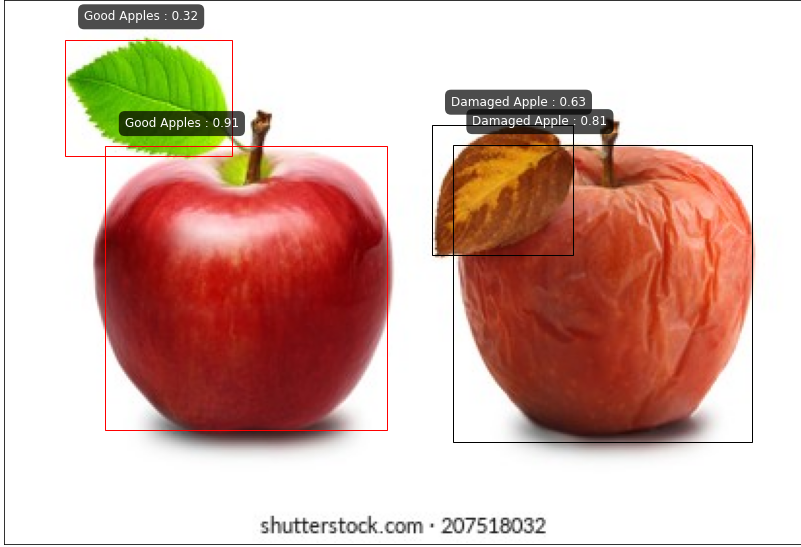 Good Apples : 0.32
Good Apples : 0.91
Damaged Apple : 0.63
Damaged Apple : 0.81
shutterstock.com · 207518032